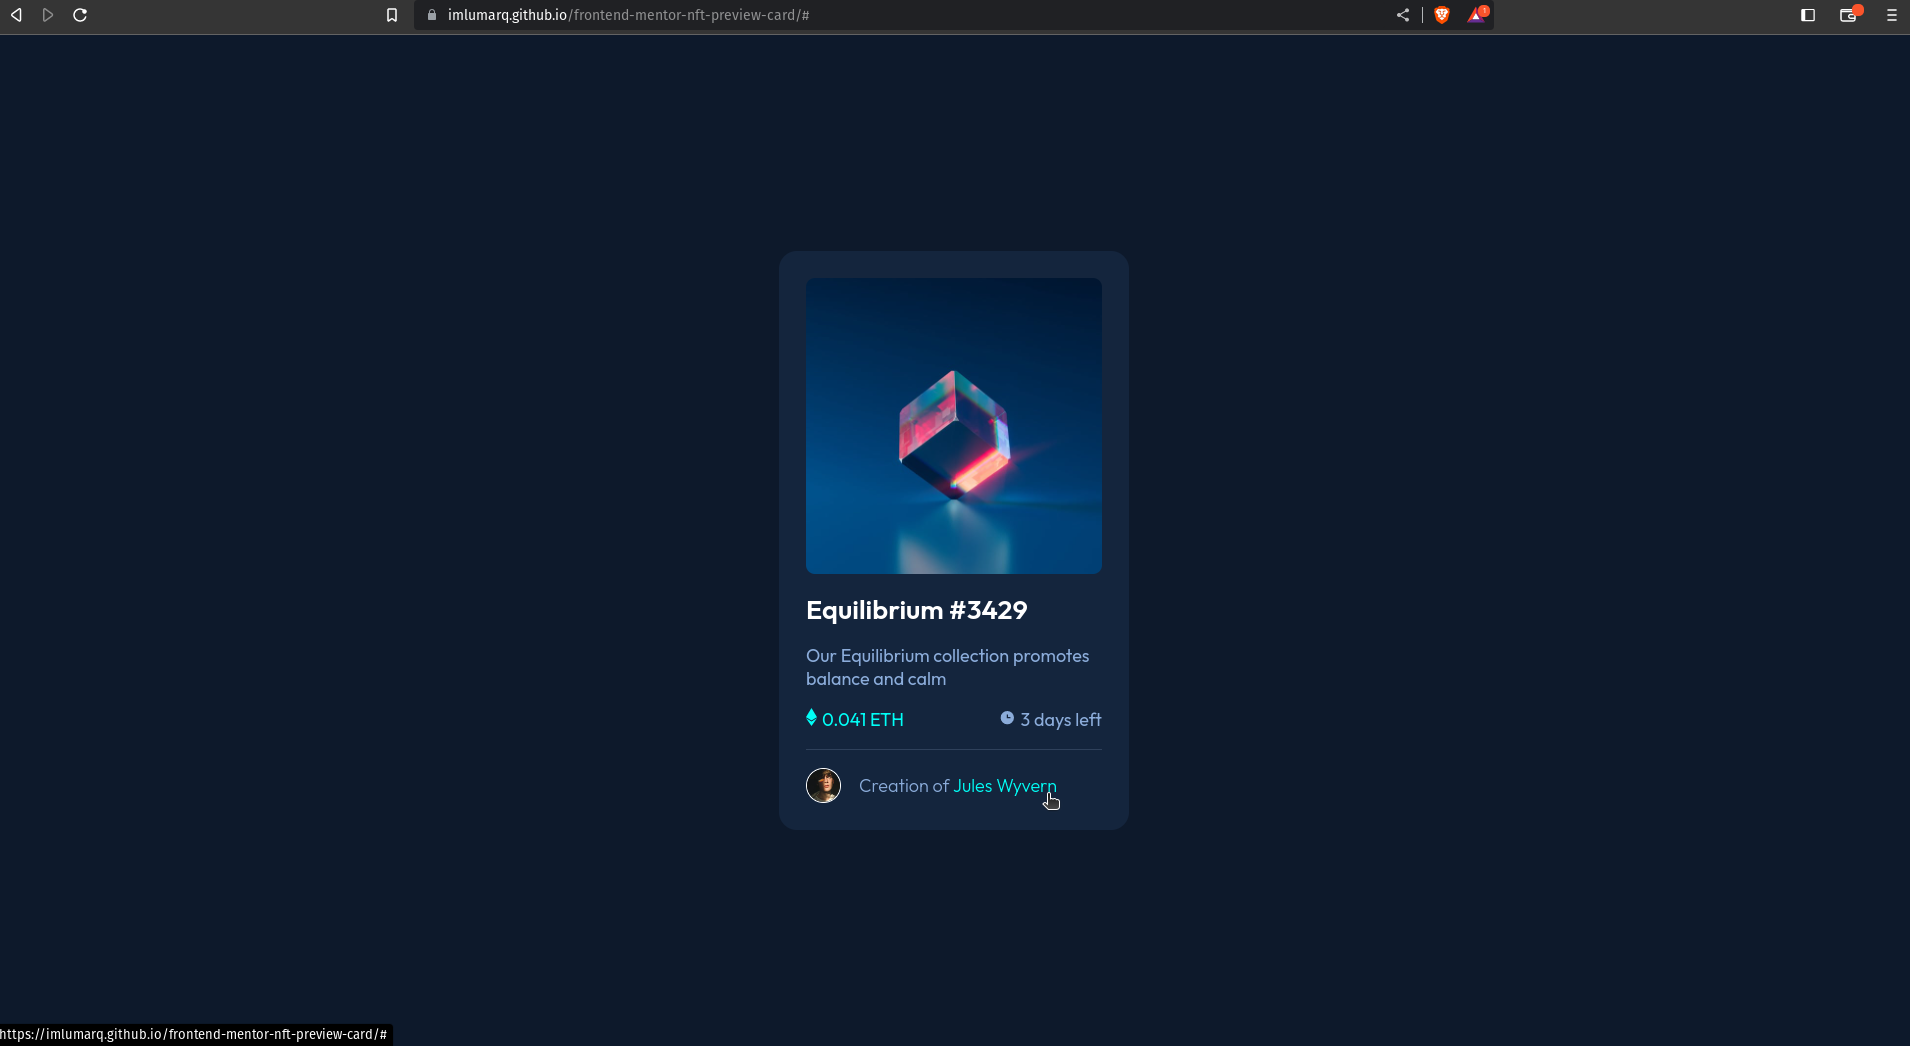 imlumarq.github.io/frontend-mentor-nft-preview-card/#
1
Equilibrium #3429
Our Equilibrium collection promotes
balance and calm
0.041 ETH
3 days left
Creation of Jules Wyvern
https://imlumarq.github.io/frontend-mentor-nft-preview-card/#